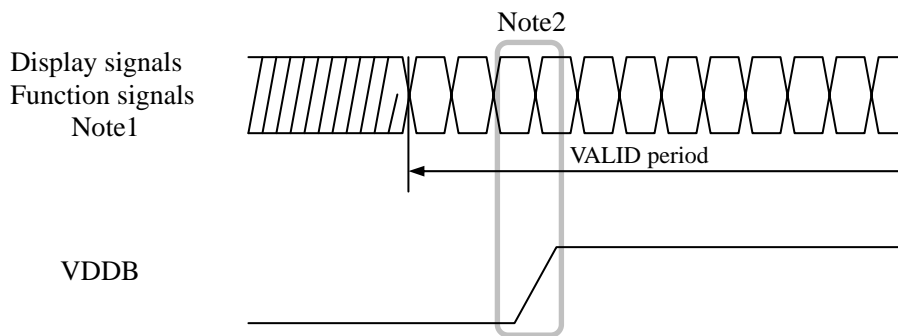 Note2
Display signals
Function signals
Note1
VALID period
VDDB